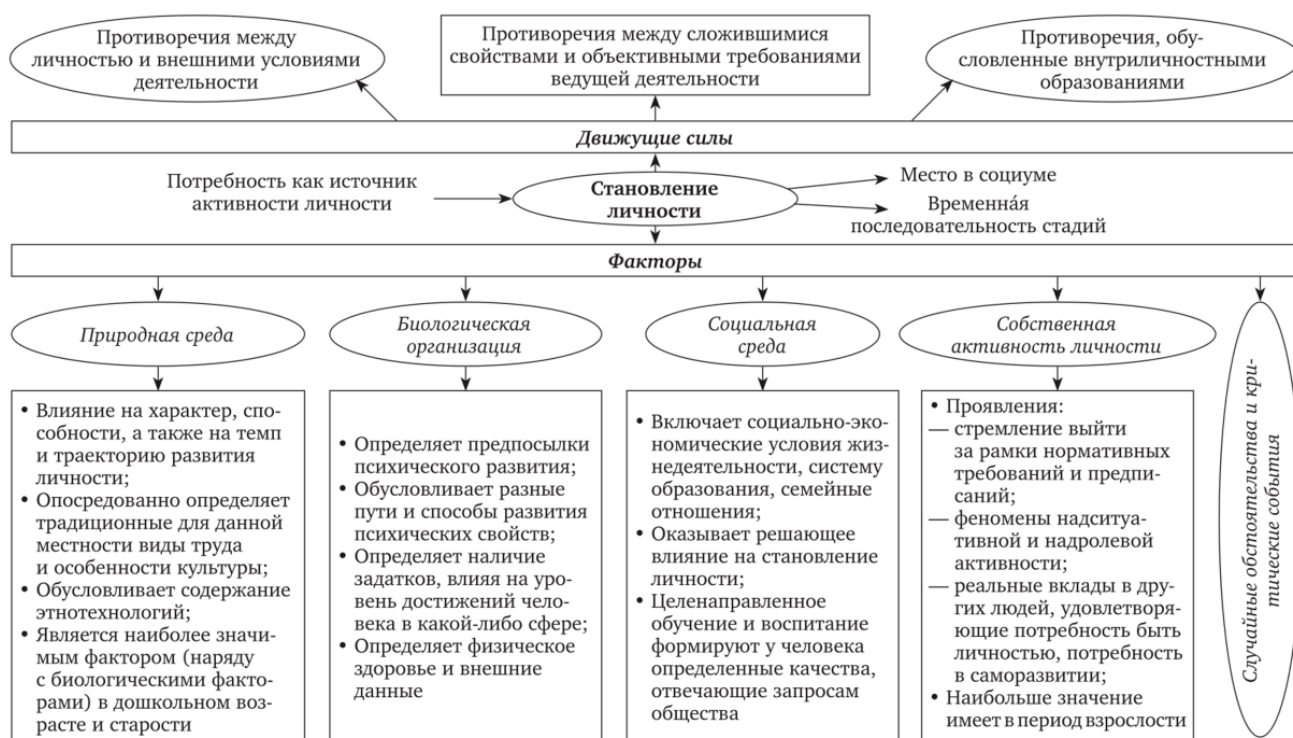 Противоречия между
личностью и внешними условиями
деятельности
Противоречия между сложившимися
свойствами и объективными требованиями
ведущей деятельности
Противоречия, обу-
словленные внутриличностными
образованиями
Движущие силы
Потребность как источник
активности личности
Становление
личности
Место в социуме
Временна́я
последовательность стадий
Факторы
Природная среда
• Влияние на характер, спо-
собности, а также на темп
и траекторию развития
личности;
• Опосредованно определяет
традиционные для данной
местности виды труда
и особенности культуры;
• Обусловливает содержание
этнотехнологий;
• Является наиболее значи-
мым фактором (наряду
с биологическими факто-
рами) в дошкольном воз-
расте и старости
Биологическая
организация
• Определяет предпосылки
психического развития;
• Обусловливает разные
пути и способы развития
психических свойств;
• Определяет наличие
задатков, влияя на уро-
вень достижений чело-
века в какой-либо сфере;
• Определяет физическое
здоровье и внешние
данные
Социальная
среда
• Включает социально-эко-
номические условия жиз-
недеятельности, систему
образования, семейные
отношения;
• Оказывает решающее
влияние на становление
личности;
• Целенаправленное
обучение и воспитание
формируют у человека
определенные качества,
отвечающие запросам
общества
Собственная
активность личности
• Проявления:
— стремление выйти
за рамки нормативных
требований и предпи-
саний;
— феномены надситуа-
тивной и надролевой
активности;
— реальные вклады в дру-
гих людей, удовлетворя-
ющие потребность быть
личностью, потребность
в саморазвитии;
• Наибольше значение
имеет в период взрослости
Случайные обстоятельства и кри-
тические события